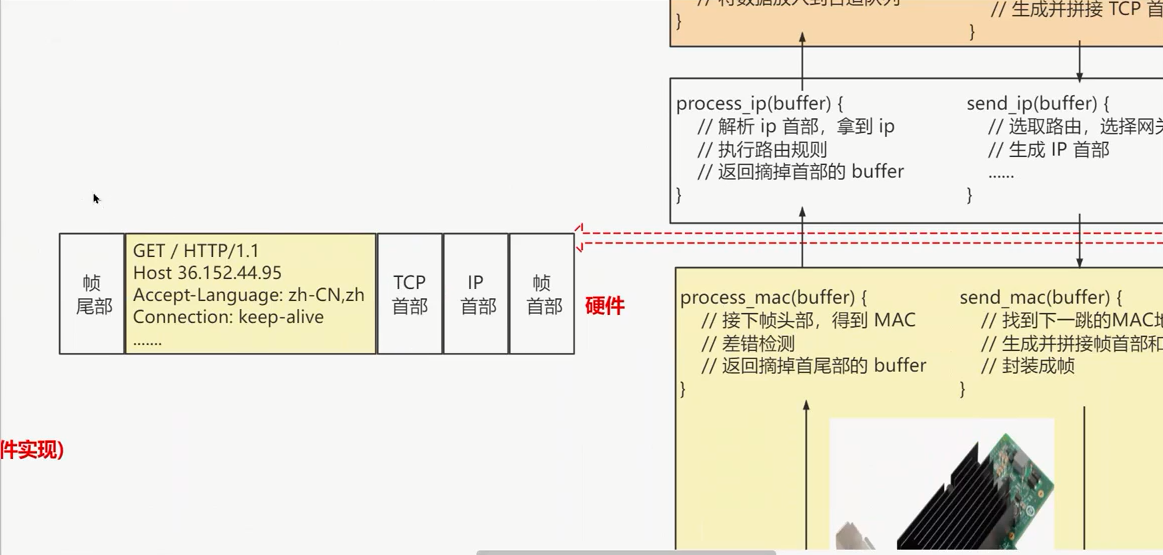 }
// 生成并拼接 TCP 首
}
process_ip(buffer) {
// 解析 ip 首部，拿到 ip
// 执行路由规则
// 返回摘掉首部的 buffer
}
send_ip(buffer) {
// 选取路由，选择网关
// 生成 IP 首部
......
}
帧
尾部
GET / HTTP/1.1
Host 36.152.44.95
Accept-Language: zh-CN,zh
Connection: keep-alive
.......
TCP
首部
IP
首部
帧
首部
硬件
process_mac(buffer) {
// 接下帧头部，得到 MAC
// 差错检测
// 返回摘掉首尾部的 buffer
}
send_mac(buffer) {
// 找到下一跳的MAC地
// 生成并拼接帧首部和
// 封装成帧
}
件实现)